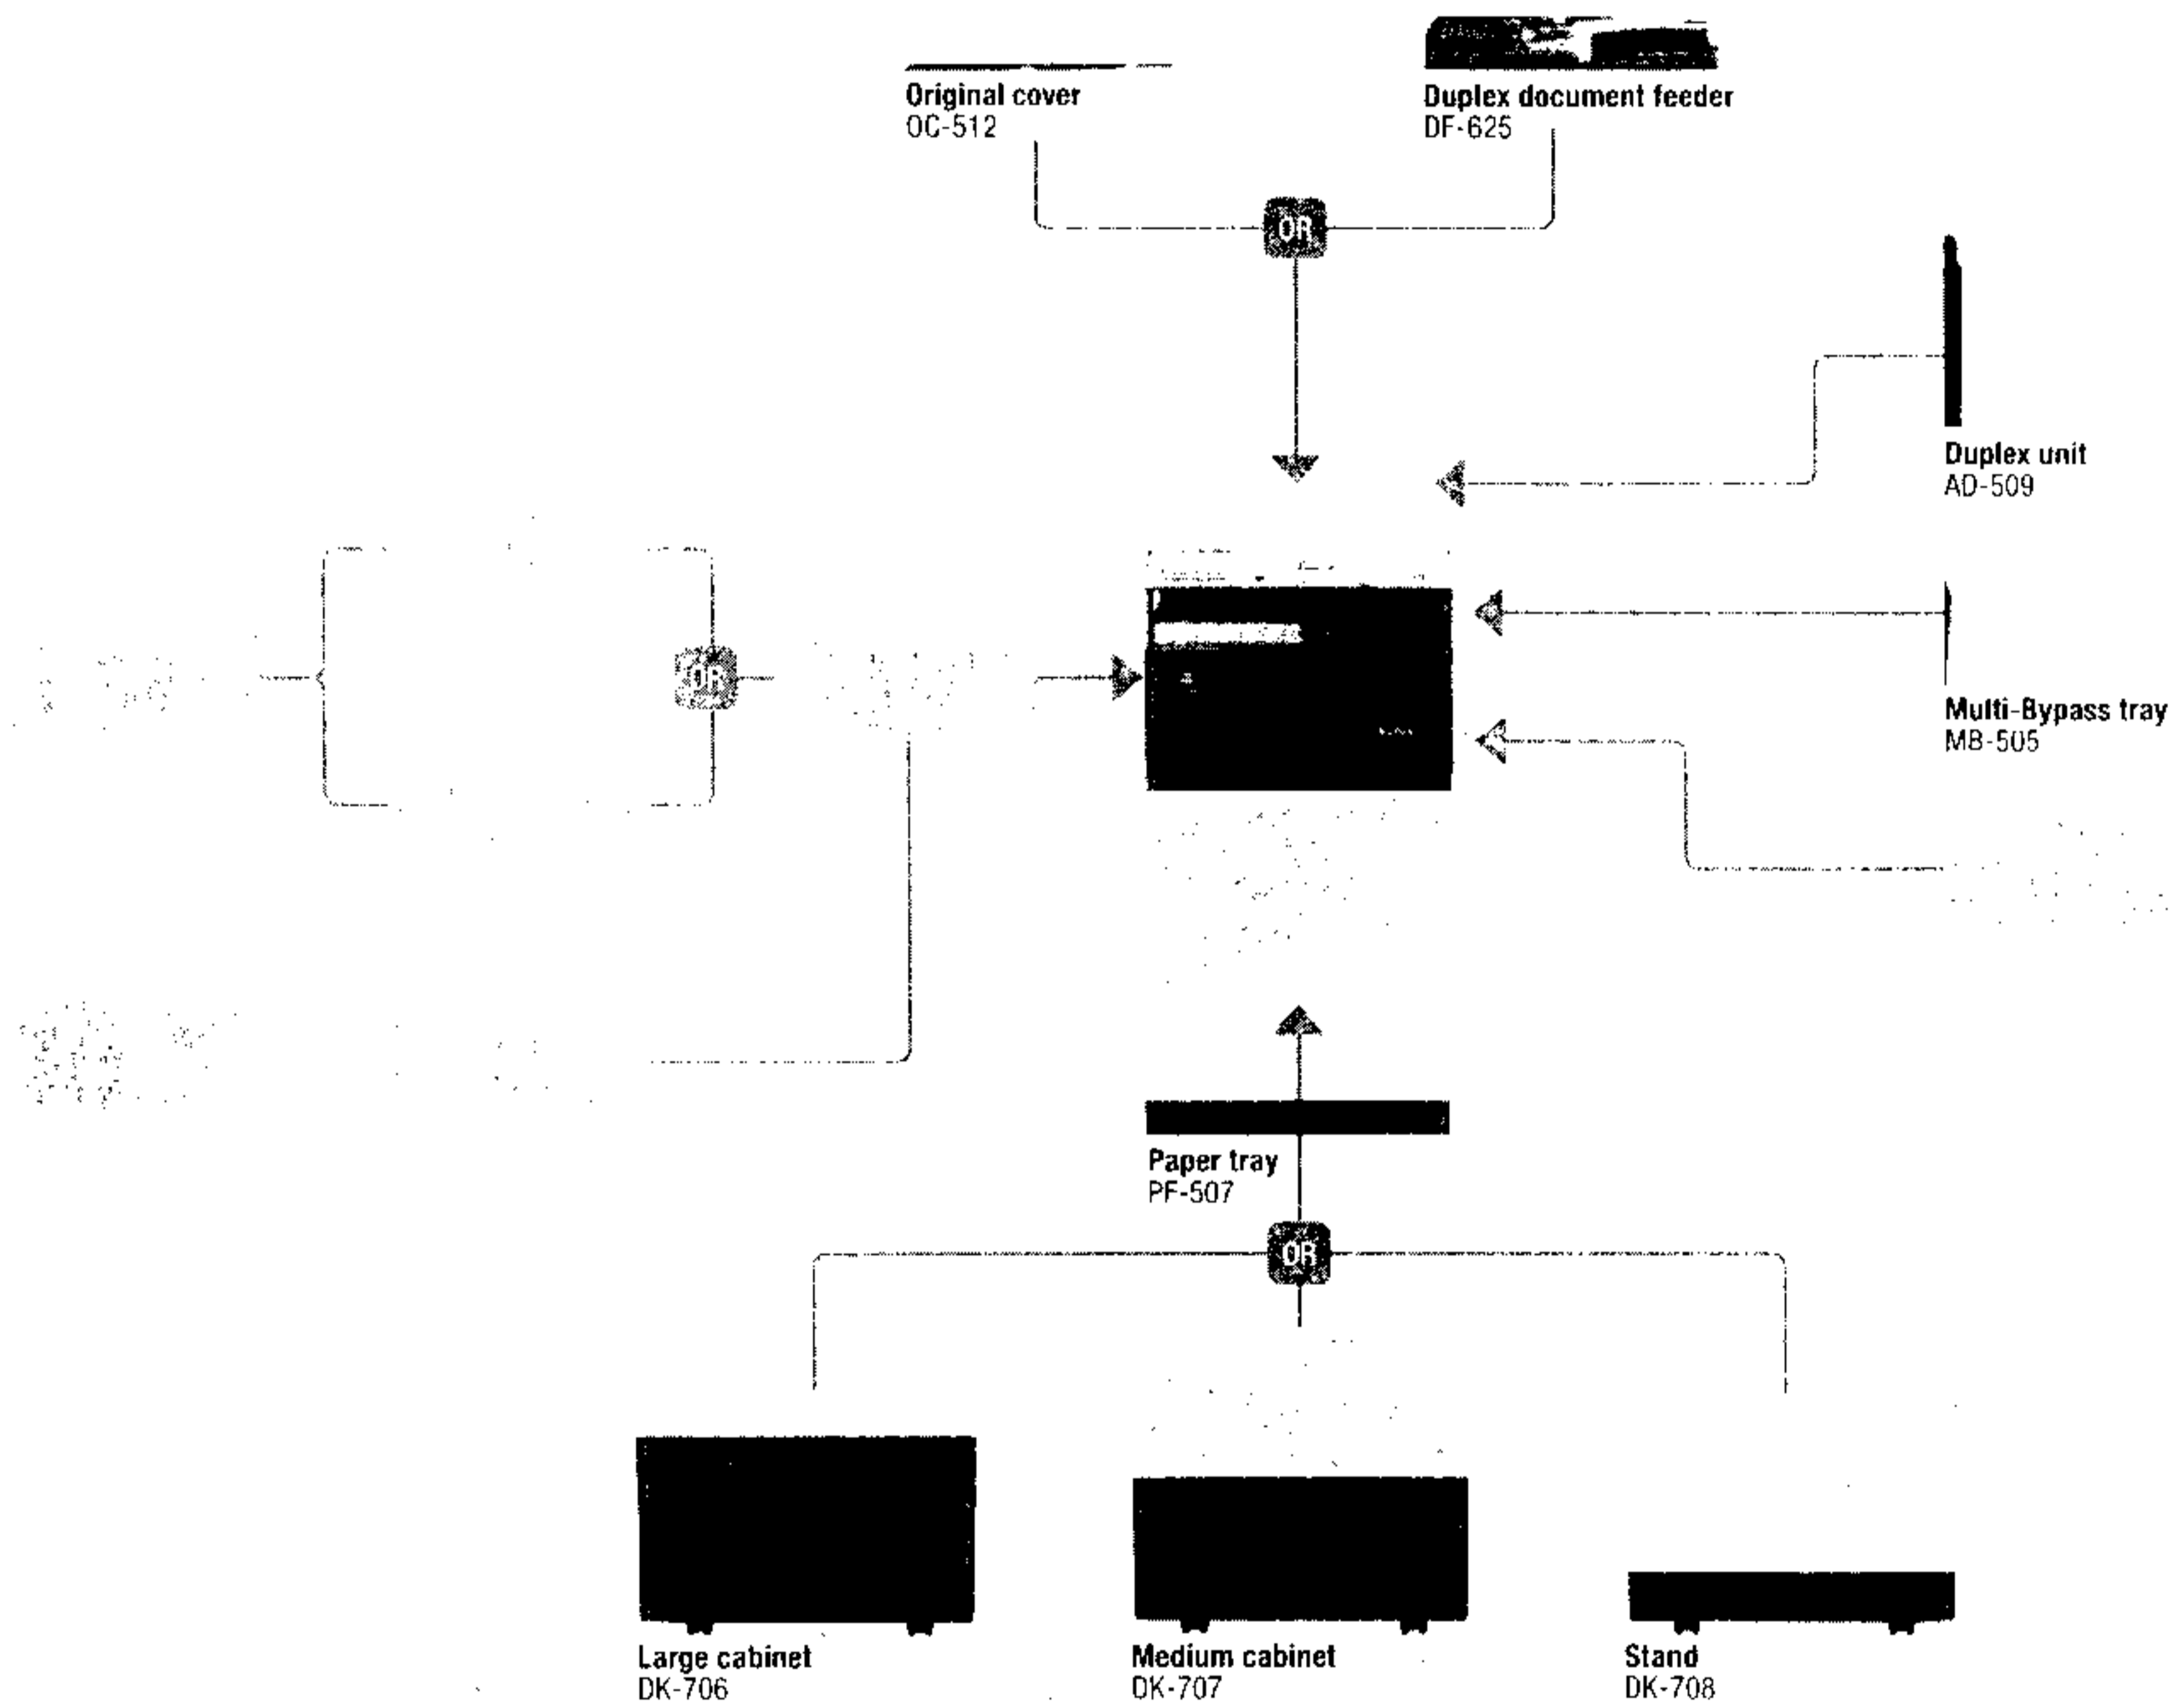 Original cover
OC-512
Duplex document feeder
DF-625
OR
Duplex unit
AD-509
OR
Multi-Bypass tray
MB-505
Paper tray
PF-507
OR
Large cabinet
DK-706
Medium cabinet
DK-707
Stand
DK-708